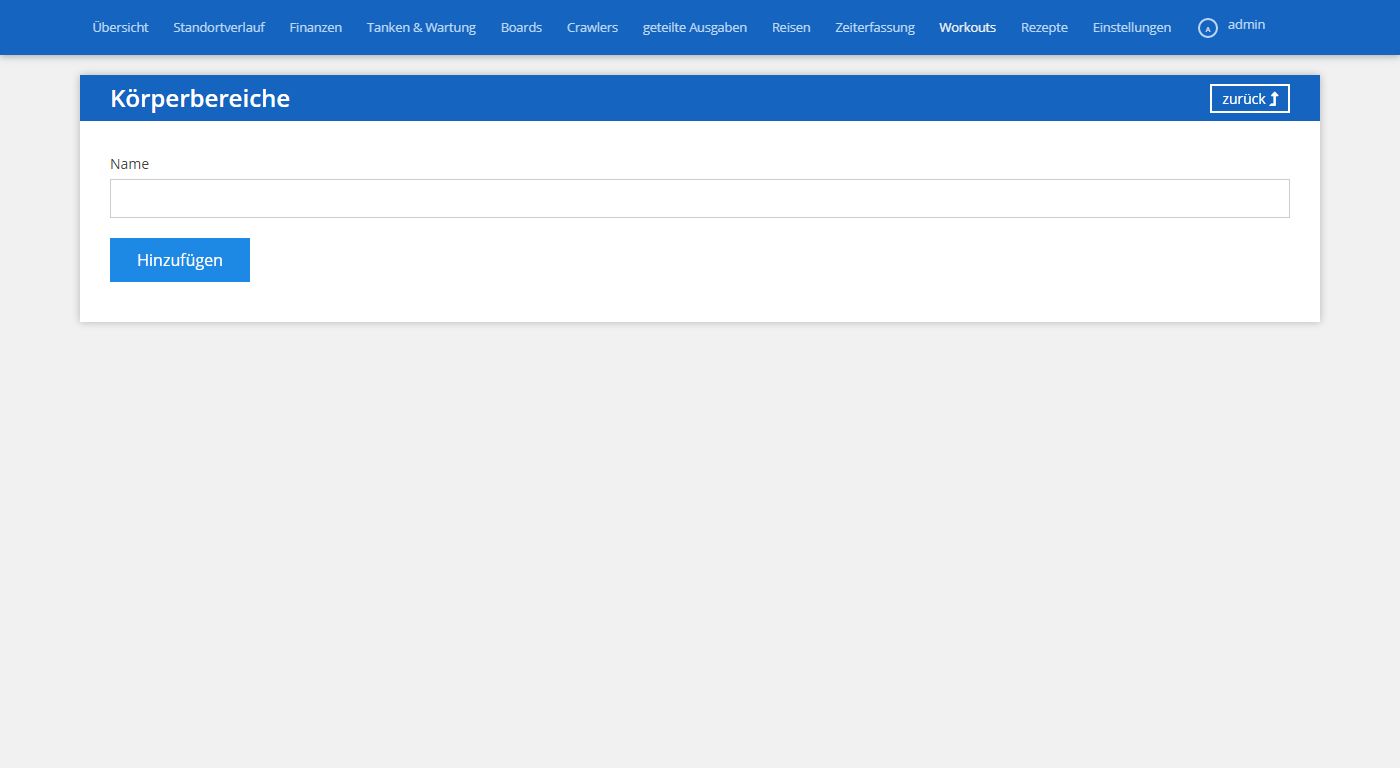 Übersicht Standortverlauf Finanzen Tanken & Wartung Boards Crawlers geteilte Ausgaben Reisen Zeiterfassung Workouts Rezepte Einstellungen A admin
Körperbereiche zurück
Name
Hinzufügen